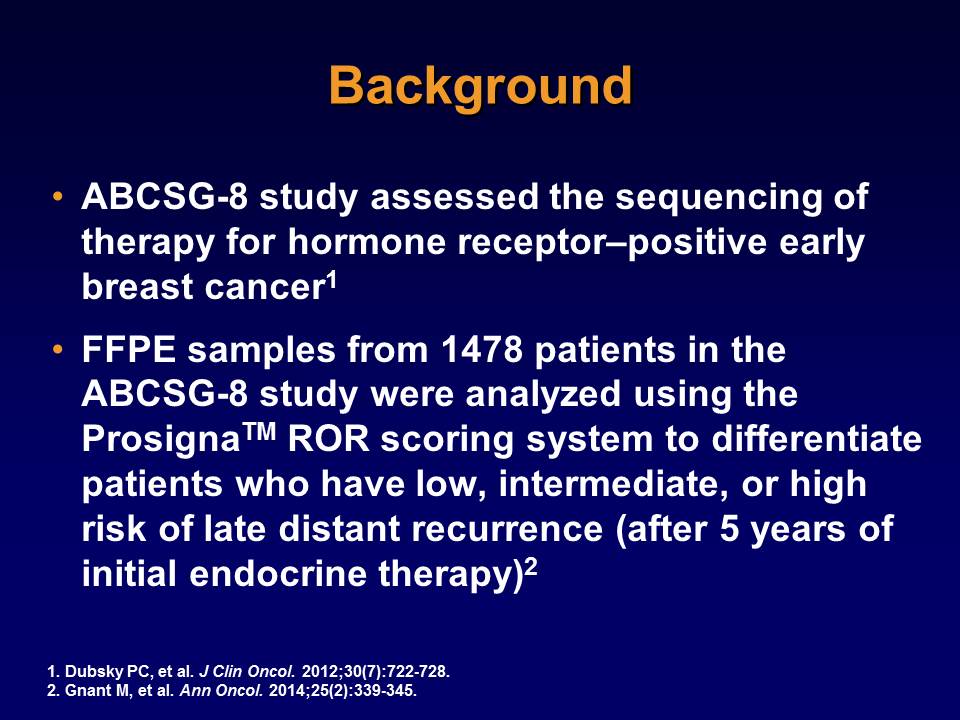 Background
• ABCSG-8 study assessed the sequencing of
therapy for hormone receptor–positive early
breast cancer¹
• FFPE samples from 1478 patients in the
ABCSG-8 study were analyzed using the
Prosigna™ ROR scoring system to differentiate
patients who have low, intermediate, or high
risk of late distant recurrence (after 5 years of
initial endocrine therapy)²
1. Dubsky PC, et al. J Clin Oncol. 2012;30(7):722-728.
2. Gnant M, et al. Ann Oncol. 2014;25(2):339-345.